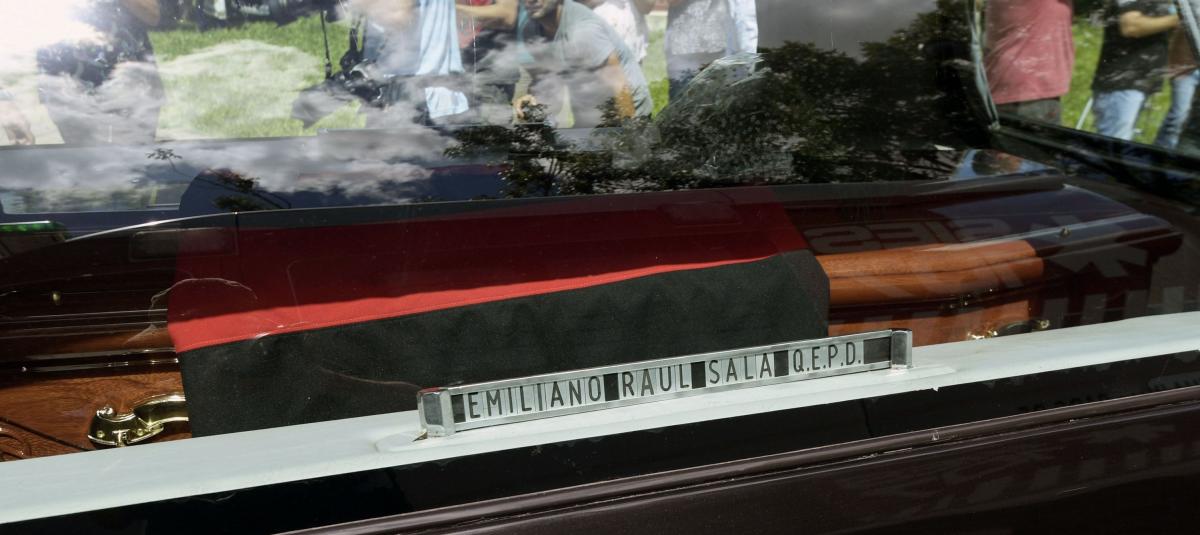 EMILIANO RAUL SALA Q.E.P.D.